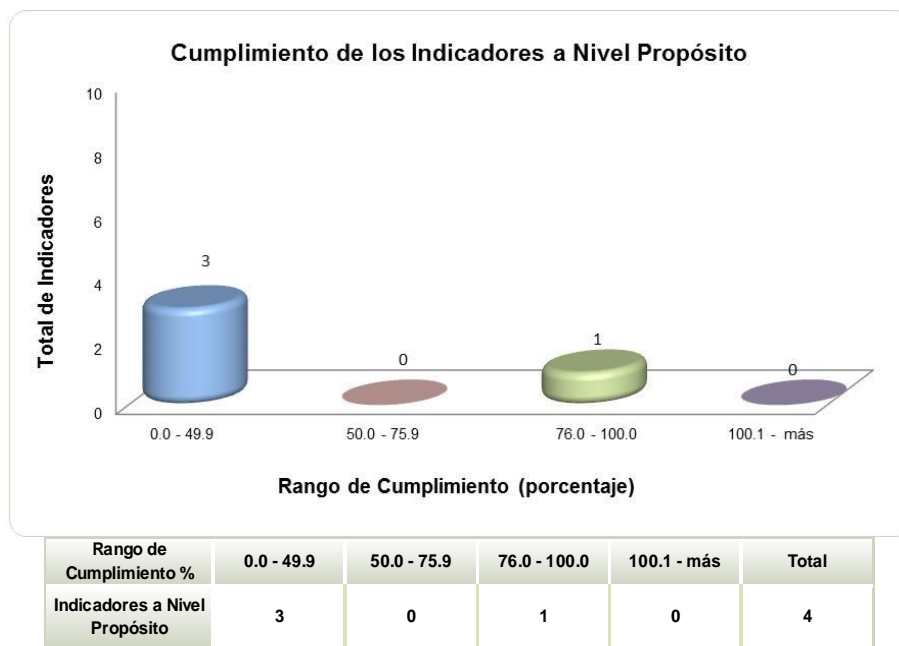 Cumplimiento de los Indicadores a Nivel Propósito
10
8
6
4
2
0
Total de Indicadores
3
0
1
0
0.0 - 49.9
50.0 - 75.9
76.0 - 100.0
100.1 - más
Rango de Cumplimiento (porcentaje)
Rango de
Cumplimiento %
0.0 - 49.9
50.0 - 75.9
76.0 - 100.0
100.1 - más
Total
Indicadores a Nivel
Propósito
3
0
1
0
4